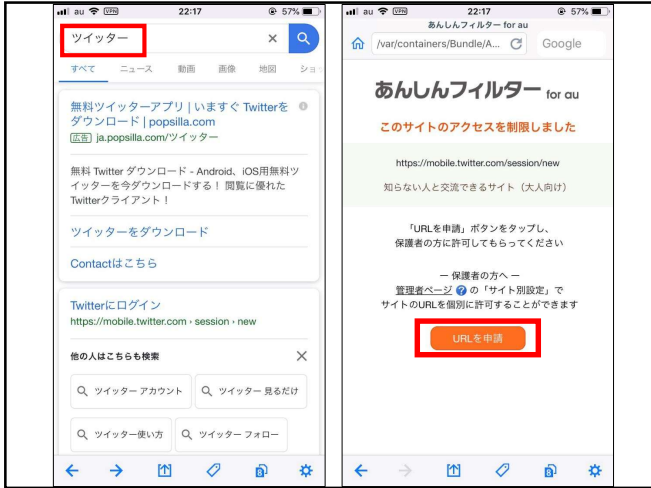 au VPN 22:17 57%
ツイッター
すべて ニュース 動画 画像 地図 ショ
無料ツイッターアプリ | いますぐ Twitterを
ダウンロード | popsilla.com
広告 ja.popsilla.com/ツイッター
無料 Twitter ダウンロード - Android、iOS用無料ツ
イッターを今ダウンロードする！ 閲覧に優れた
Twitterクライアント！
ツイッターをダウンロード
Contactはこちら
Twitterにログイン
https://mobile.twitter.com › session › new
他の人はこちらも検索
ツイッター アカウント
ツイッター 見るだけ
ツイッター使い方
ツイッター フォロー
au VPN 22:17 57%
あんしんフィルター for au
/var/containers/Bundle/A... Google
あんしんフィルター for au
このサイトのアクセスを制限しました
https://mobile.twitter.com/session/new
知らない人と交流できるサイト（大人向け）
「URLを申請」ボタンをタップし、
保護者の方に許可してもらってください
ー 保護者の方へ ー
管理者ページ ? の「サイト別設定」で
サイトのURLを個別に許可することができます
URLを申請